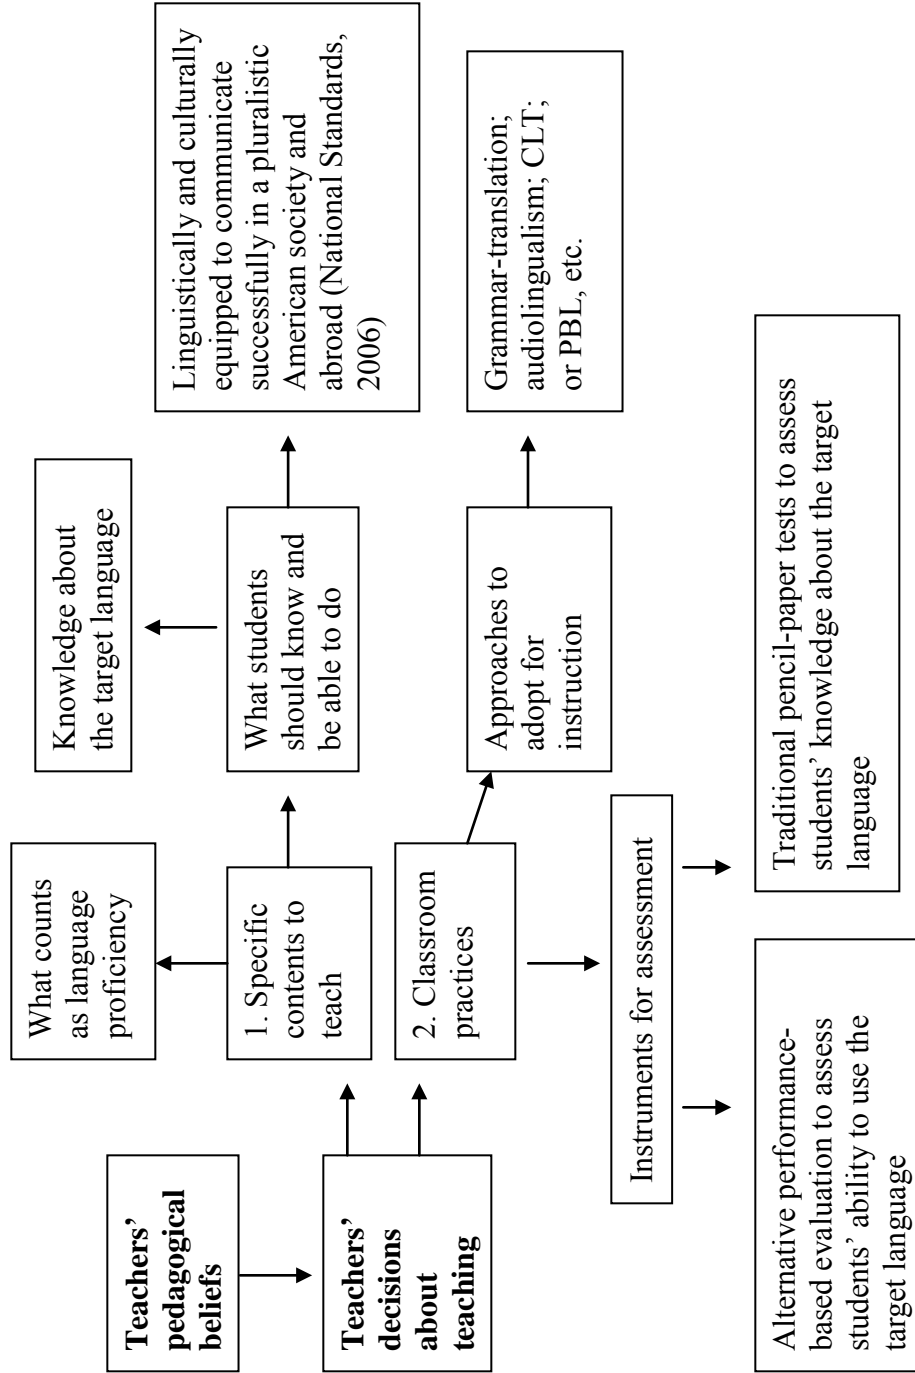 Teachers’
pedagogical
beliefs
Teachers’
decisions
about
teaching
What counts
as language
proficiency
1. Specific
contents to
teach
2. Classroom
practices
Knowledge about
the target language
What students
should know and
be able to do
Linguistically and culturally
equipped to communicate
successfully in a pluralistic
American society and
abroad (National Standards,
2006)
Approaches to
adopt for
instruction
Grammar-translation;
audiolingualism; CLT;
or PBL, etc.
Instruments for assessment
Alternative performance-
based evaluation to assess
students’ ability to use the
target language
Traditional pencil-paper tests to assess
students’ knowledge about the target
language